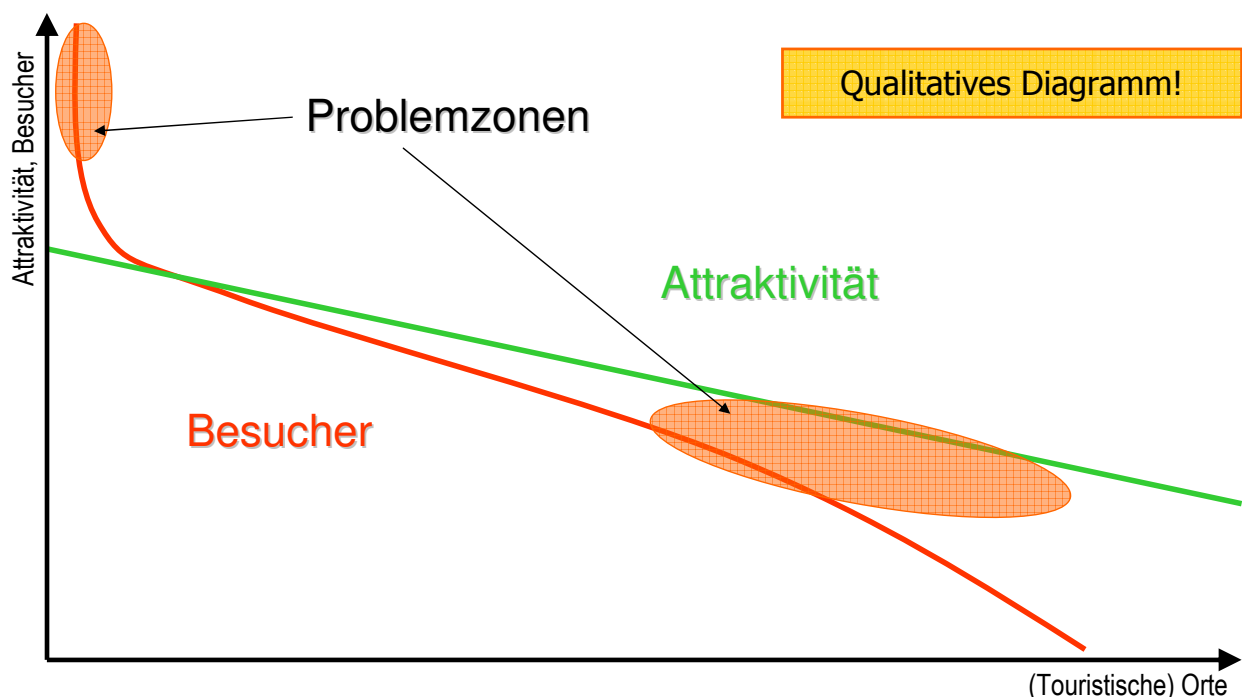 Qualitatives Diagramm!
Problemzonen
Attraktivität, Besucher
Attraktivität
Besucher
(Touristische) Orte